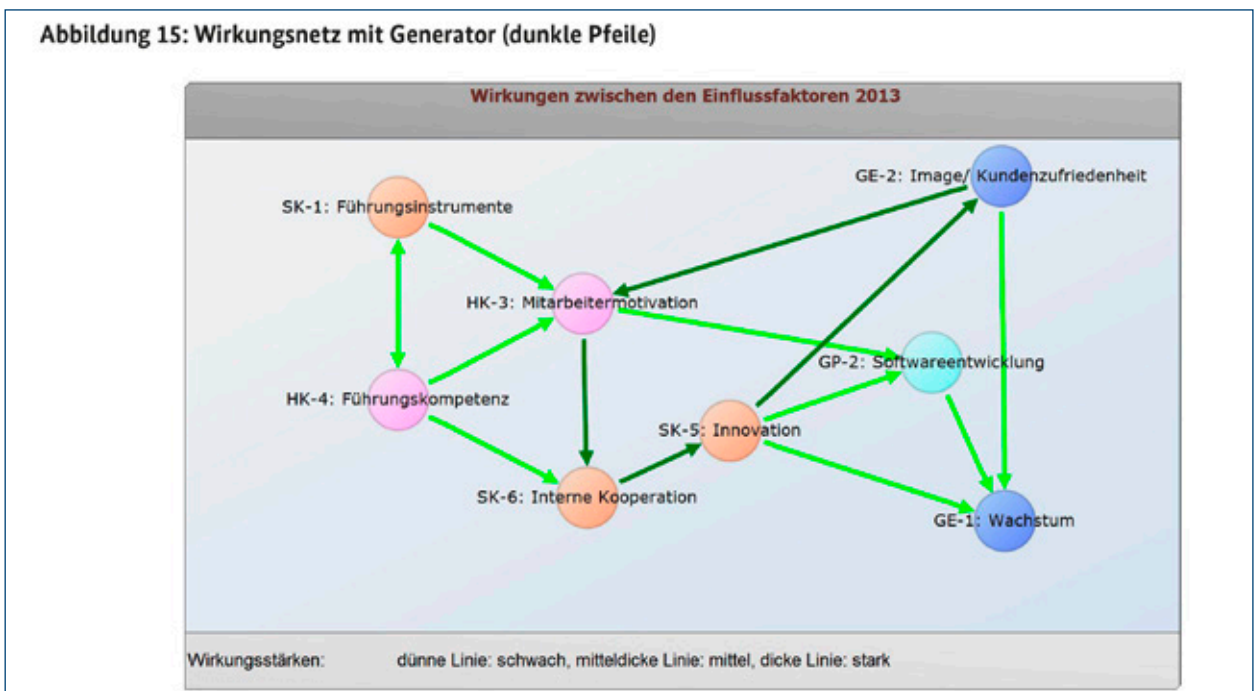 Abbildung 15: Wirkungsnetz mit Generator (dunkle Pfeile)
Wirkungen zwischen den Einflussfaktoren 2013
GE-2: Image/ Kundenzufriedenheit
SK-1: Führungsinstrumente
HK-3: Mitarbeitermotivation
GP-2: Softwareentwicklung
HK-4: Führungskompetenz
SK-5: Innovation
SK-6: Interne Kooperation
GE-1: Wachstum
Wirkungsstärken: dünne Linie: schwach, mitteldicke Linie: mittel, dicke Linie: stark